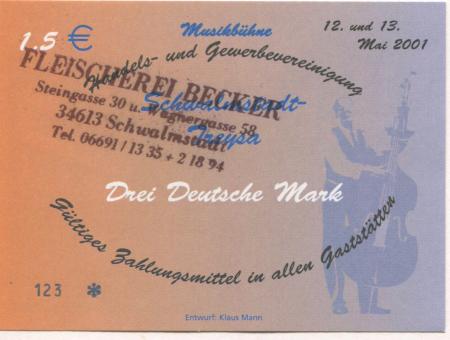 Musikbühne
12. und 13.
Mai 2001
1.5 €
Handels- und Gewerbevereinigung
Schwalmstadt-
Treysa
FLEISCHEREI BECKER
Steingasse 30 u. Wagnergasse 58
34613 Schwalmstadt
Tel. 06691/13 35 + 2 18 94
Drei Deutsche Mark
Gültiges Zahlungsmittel in allen Gaststätten
123 *
Entwurf: Klaus Mann